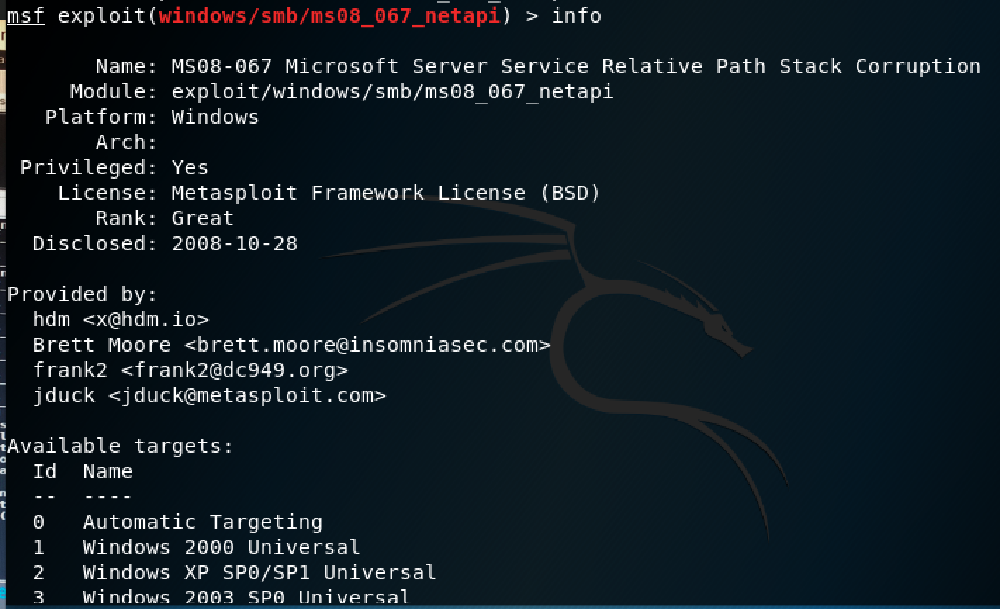 msf exploit(windows/smb/ms08_067_netapi) > info
Name: MS08-067 Microsoft Server Service Relative Path Stack Corruption
Module: exploit/windows/smb/ms08_067_netapi
Platform: Windows
Arch:
Privileged: Yes
License: Metasploit Framework License (BSD)
Rank: Great
Disclosed: 2008-10-28
Provided by:
hdm <x@hdm.io>
Brett Moore <brett.moore@insomniasec.com>
frank2 <frank2@dc949.org>
jduck <jduck@metasploit.com>
Available targets:
Id Name
-- ----
0 Automatic Targeting
1 Windows 2000 Universal
2 Windows XP SP0/SP1 Universal
3 Windows 2003 SP0 Universal